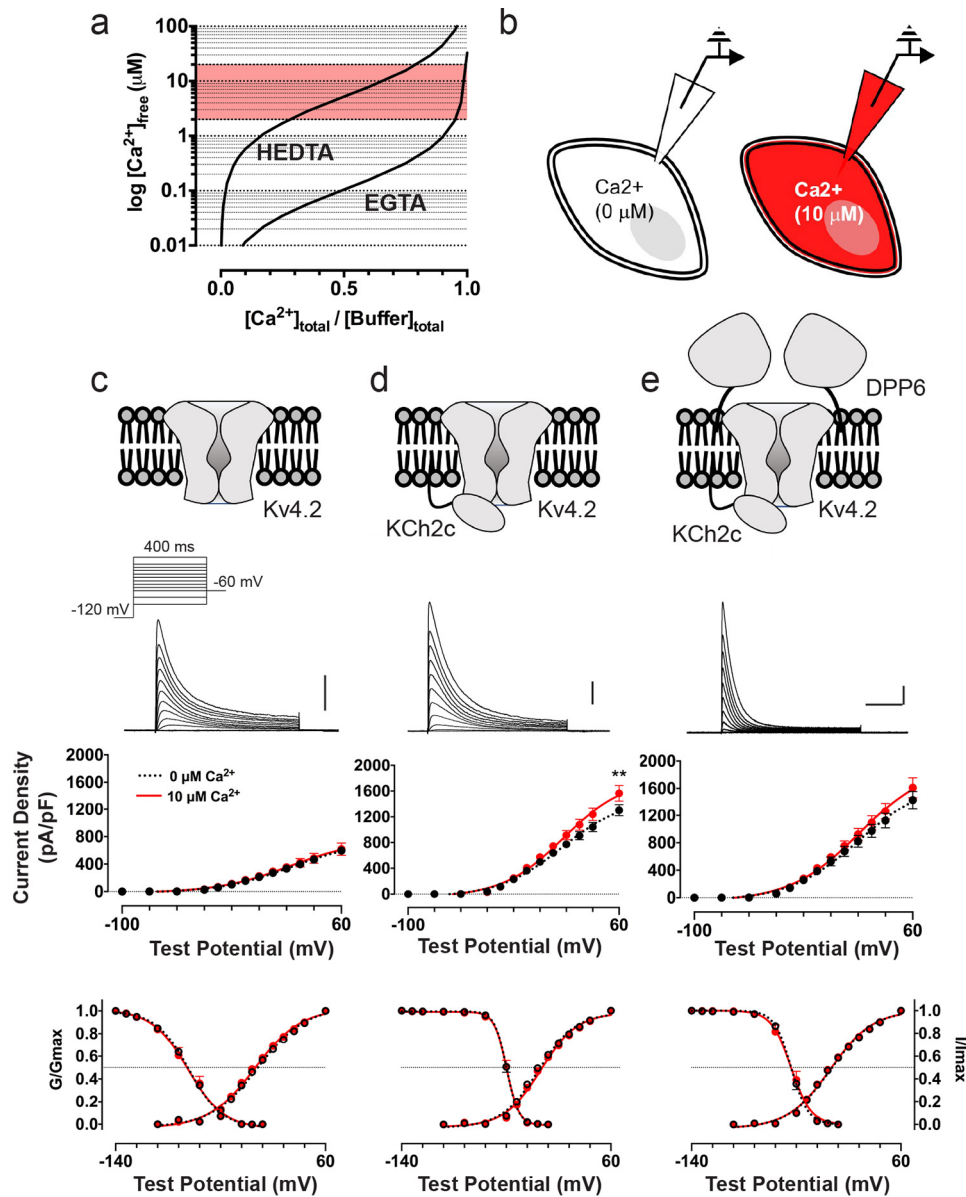 a
log [Ca2+]free (µM)
100
10
1
0.1
0.01
HEDTA
EGTA
0.0
0.5
1.0
[Ca2+]total / [Buffer]total
b
Ca2+
(0 µM)
Ca2+
(10 µM)
c
Kv4.2
d
KCh2c
Kv4.2
e
DPP6
KCh2c
Kv4.2
400 ms
-60 mV
-120 mV
Current Density
(pA/pF)
2000
1600
1200
800
400
0
0 µM Ca2+
10 µM Ca2+
-100
60
Test Potential (mV)
2000
1600
1200
800
400
0
**
-100
60
Test Potential (mV)
2000
1600
1200
800
400
0
-100
60
Test Potential (mV)
G/Gmax
1.0
0.8
0.6
0.4
0.2
0.0
-140
60
Test Potential (mV)
-140
60
Test Potential (mV)
1.0
0.8
0.6
0.4
0.2
0.0
I/Imax
-140
60
Test Potential (mV)